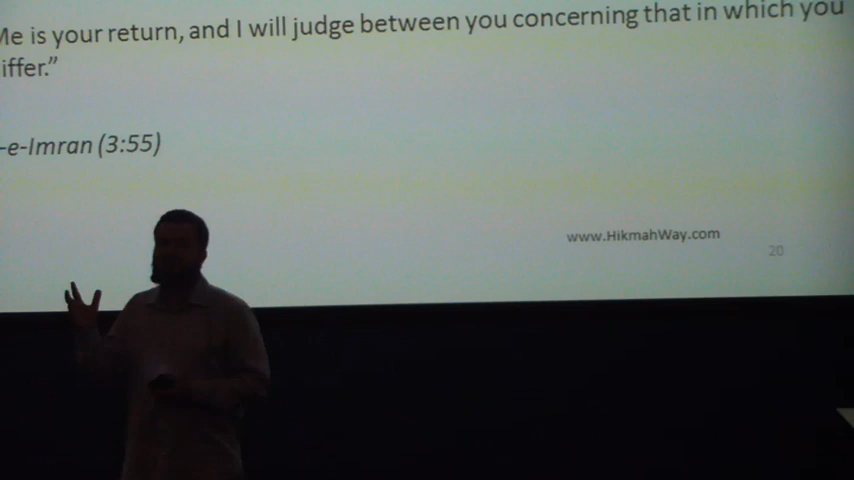 Me is your return, and I will judge between you concerning that in which you
iffer.”
-e-Imran (3:55)
www.HikmahWay.com
20